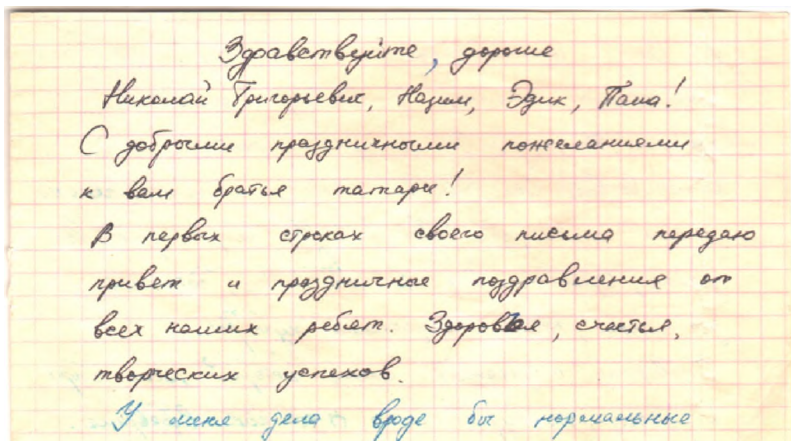 Здравствуйте, дорогие
Николай Григорьевич, Назим, Эдик, Паша!
С добрыми праздничными пожеланиями
к вам братья татары!
В первых строках своего письма передаю
привет и праздничные поздравления от
всех наших ребят. Здоровья, счастья,
творческих успехов.
У меня дела вроде бы нормальные